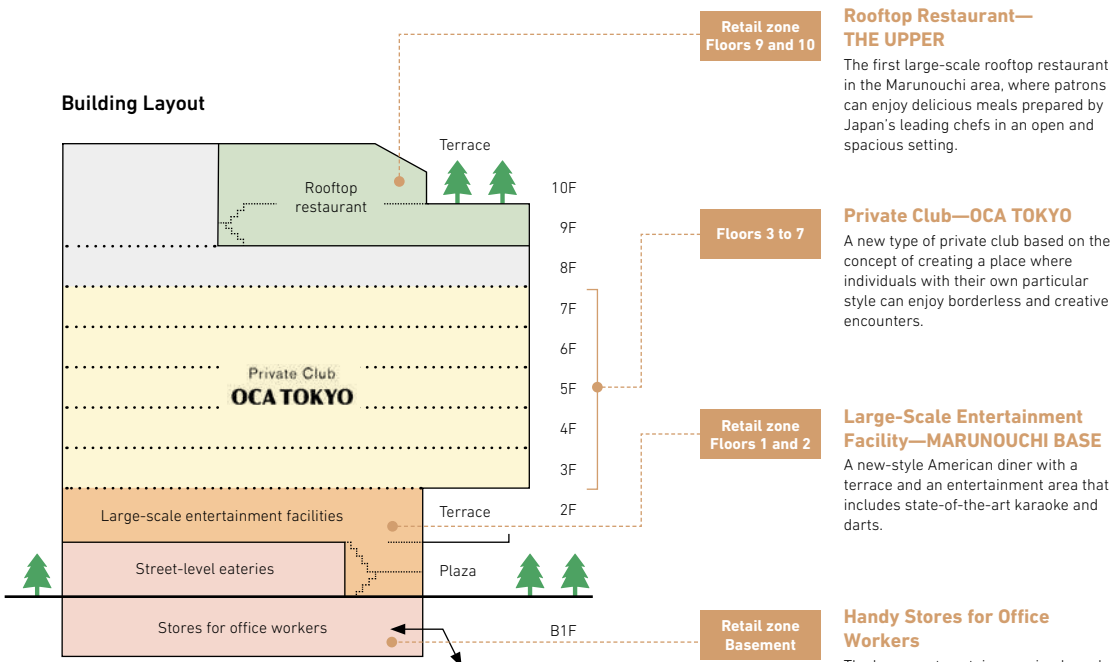 Building Layout
Terrace
Rooftop
restaurant
10F
9F
8F
7F
6F
5F
4F
3F
2F
B1F
Private Club
OCA TOKYO
Large-scale entertainment facilities
Terrace
Street-level eateries
Plaza
Stores for office workers
Retail zone
Floors 9 and 10
Rooftop Restaurant—
THE UPPER
The first large-scale rooftop restaurant
in the Marunouchi area, where patrons
can enjoy delicious meals prepared by
Japan’s leading chefs in an open and
spacious setting.
Floors 3 to 7
Private Club—OCA TOKYO
A new type of private club based on the
concept of creating a place where
individuals with their own particular
style can enjoy borderless and creative
encounters.
Retail zone
Floors 1 and 2
Large-Scale Entertainment
Facility—MARUNOUCHI BASE
A new-style American diner with a
terrace and an entertainment area that
includes state-of-the-art karaoke and
darts.
Retail zone
Basement
Handy Stores for Office
Workers